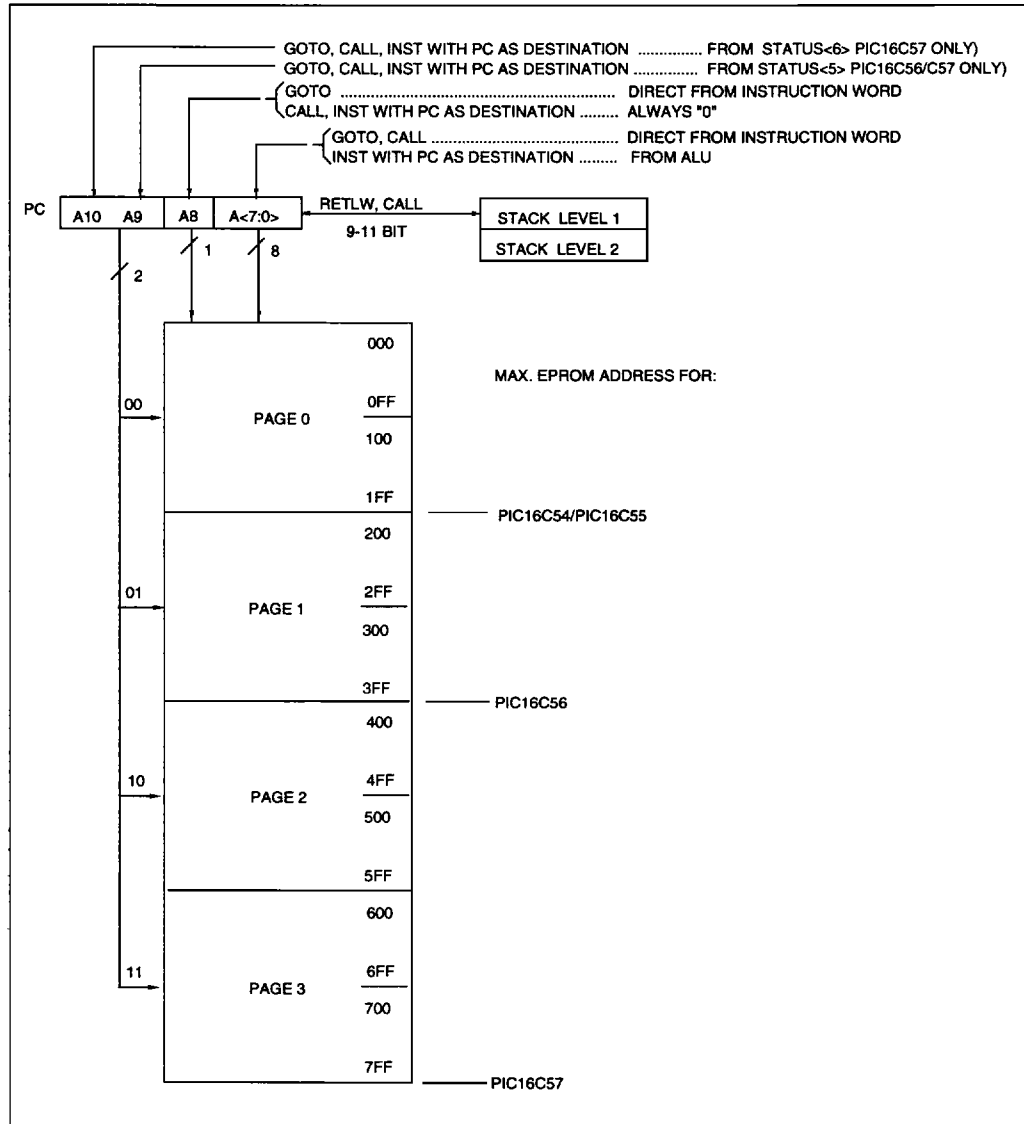 GOTO, CALL, INST WITH PC AS DESTINATION .............. FROM STATUS<6> PIC16C57 ONLY)
GOTO, CALL, INST WITH PC AS DESTINATION .............. FROM STATUS<5> PIC16C56/C57 ONLY)
GOTO ....................................................... DIRECT FROM INSTRUCTION WORD
CALL, INST WITH PC AS DESTINATION ......... ALWAYS "0"
GOTO, CALL ......................................... DIRECT FROM INSTRUCTION WORD
INST WITH PC AS DESTINATION ......... FROM ALU
PC
A10 A9 A8 A<7:0>
RETLW, CALL
9-11 BIT
STACK LEVEL 1
STACK LEVEL 2
2
1
8
MAX. EPROM ADDRESS FOR:
000
00
PAGE 0
0FF
100
1FF
PIC16C54/PIC16C55
200
01
PAGE 1
2FF
300
3FF
PIC16C56
400
10
PAGE 2
4FF
500
5FF
600
11
PAGE 3
6FF
700
7FF
PIC16C57